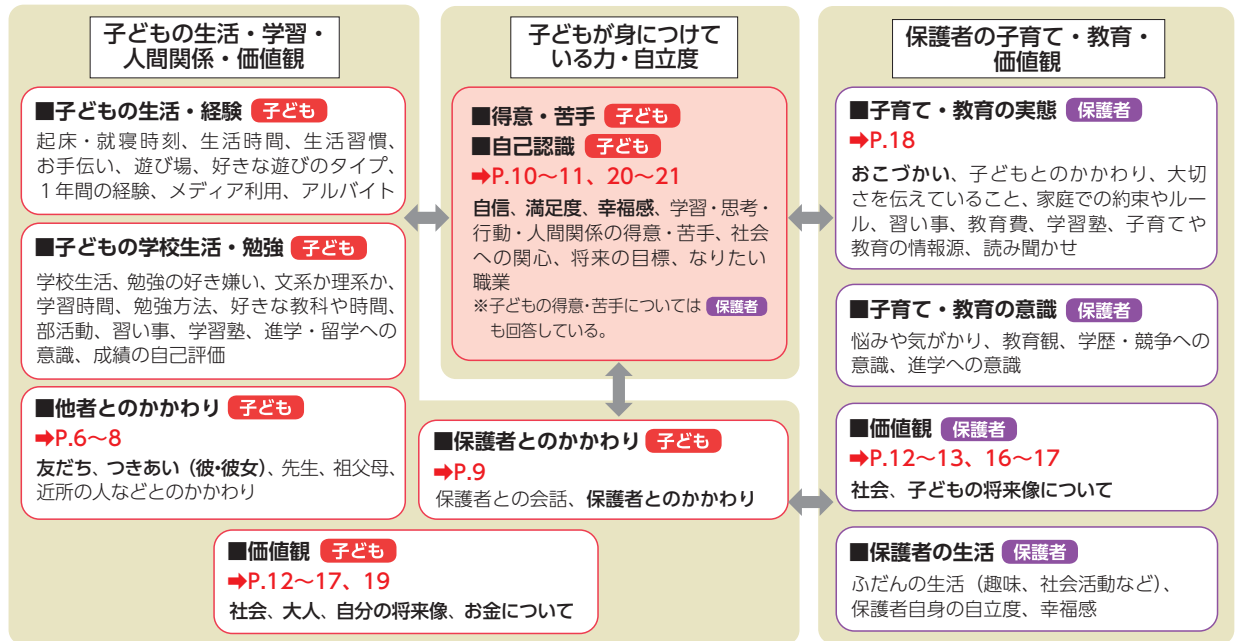 子どもの生活・学習・
人間関係・価値観
■子どもの生活・経験 子ども
起床・就寝時刻、生活時間、生活習慣、
お手伝い、遊び場、好きな遊びのタイプ、
1年間の経験、メディア利用、アルバイト
■子どもの学校生活・勉強 子ども
学校生活、勉強の好き嫌い、文系か理系か、
学習時間、勉強方法、好きな教科や時間、
部活動、習い事、学習塾、進学・留学への
意識、成績の自己評価
■他者とのかかわり 子ども
➡P.6〜8
友だち、つきあい（彼・彼女）、先生、祖父母、
近所の人などとのかかわり
子どもが身につけて
いる力・自立度
■得意・苦手 子ども
■自己認識 子ども
➡P.10〜11、20〜21
自信、満足度、幸福感、学習・思考・
行動・人間関係の得意・苦手、社会
への関心、将来の目標、なりたい
職業
※子どもの得意・苦手については 保護者
も回答している。
■保護者とのかかわり 子ども
➡P.9
保護者との会話、保護者とのかかわり
■価値観 子ども
➡P.12〜17、19
社会、大人、自分の将来像、お金について
保護者の子育て・教育・
価値観
■子育て・教育の実態 保護者
➡P.18
おこづかい、子どもとのかかわり、大切
さを伝えていること、家庭での約束やルー
ル、習い事、教育費、学習塾、子育てや
教育の情報源、読み聞かせ
■子育て・教育の意識 保護者
悩みや気がかり、教育観、学歴・競争への
意識、進学への意識
■価値観 保護者
➡P.12〜13、16〜17
社会、子どもの将来像について
■保護者の生活 保護者
ふだんの生活（趣味、社会活動など）、
保護者自身の自立度、幸福感